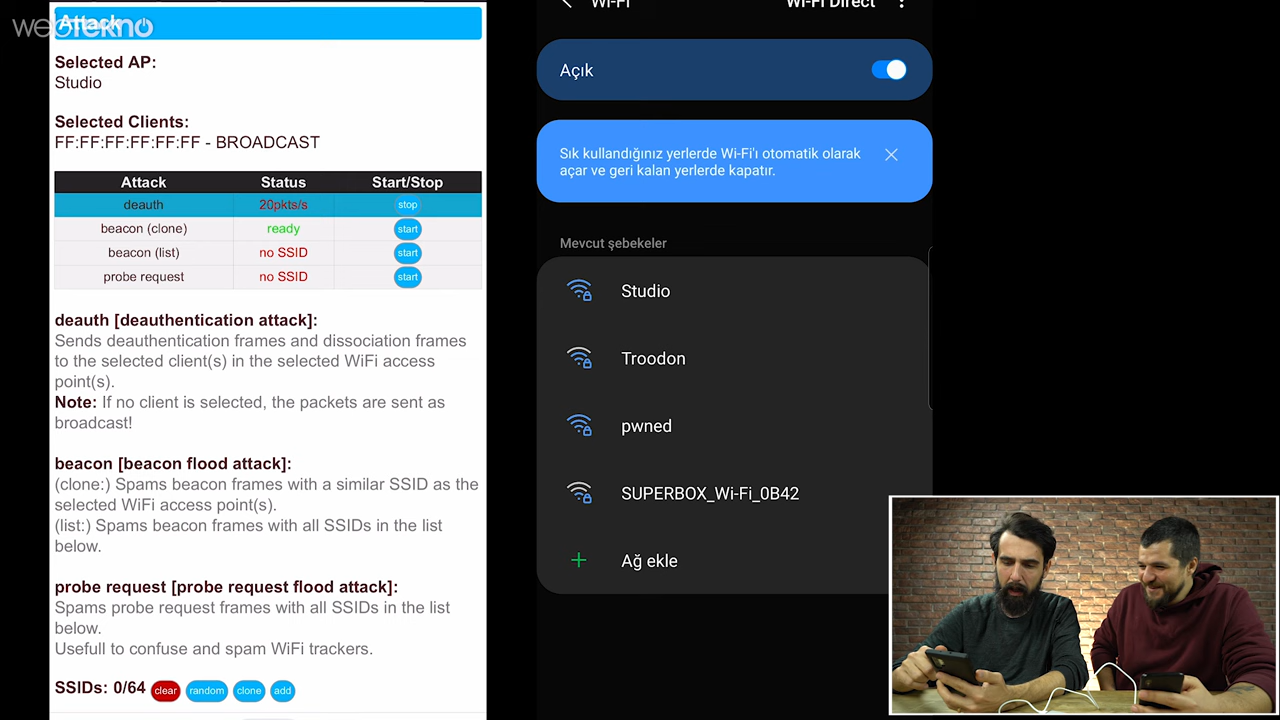 webtekno
Attack
Selected AP:
Studio
Selected Clients:
FF:FF:FF:FF:FF:FF - BROADCAST
Attack Status Start/Stop
deauth 20pkts/s stop
beacon (clone) ready start
beacon (list) no SSID start
probe request no SSID start
deauth [deauthentication attack]:
Sends deauthentication frames and dissociation frames
to the selected client(s) in the selected WiFi access
point(s).
Note: If no client is selected, the packets are sent as
broadcast!
beacon [beacon flood attack]:
(clone:) Spams beacon frames with a similar SSID as the
selected WiFi access point(s).
(list:) Spams beacon frames with all SSIDs in the list
below.
probe request [probe request flood attack]:
Spams probe request frames with all SSIDs in the list
below.
Usefull to confuse and spam WiFi trackers.
SSIDs: 0/64 clear random clone add
Wi-Fi Wi-Fi Direct
Açık
Sık kullandığınız yerlerde Wi-Fi'ı otomatik olarak
açar ve geri kalan yerlerde kapatır.
Mevcut şebekeler
Studio
Troodon
pwned
SUPERBOX_Wi-Fi_0B42
Ağ ekle